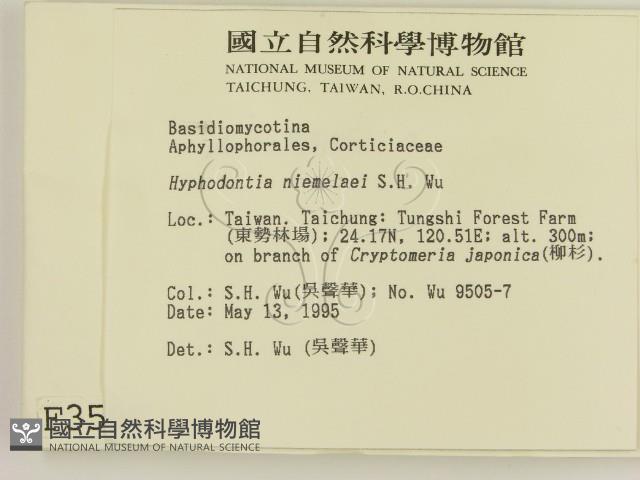 國立自然科學博物館
NATIONAL MUSEUM OF NATURAL SCIENCE
TAICHUNG, TAIWAN, R.O.CHINA
Basidiomycotina
Aphyllophorales, Corticiaceae
Hyphodontia niemelaei S.H. Wu
Loc.: Taiwan. Taichung: Tungshi Forest Farm
(東勢林場); 24.17N, 120.51E; alt. 300m;
on branch of Cryptomeria japonica(柳杉).
Col.: S.H. Wu(吳聲華); No. Wu 9505-7
Date: May 13, 1995
Det.: S.H. Wu (吳聲華)
國立自然科學博物館
NATIONAL MUSEUM OF NATURAL SCIENCE